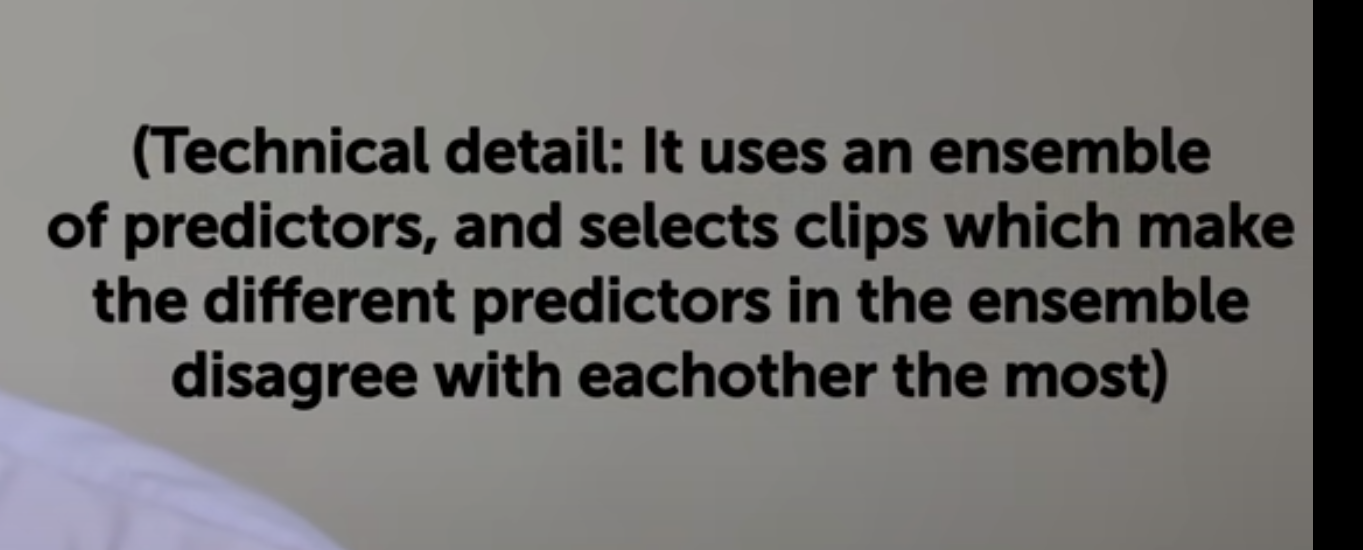 (Technical detail: It uses an ensemble
of predictors, and selects clips which make
the different predictors in the ensemble
disagree with eachother the most)